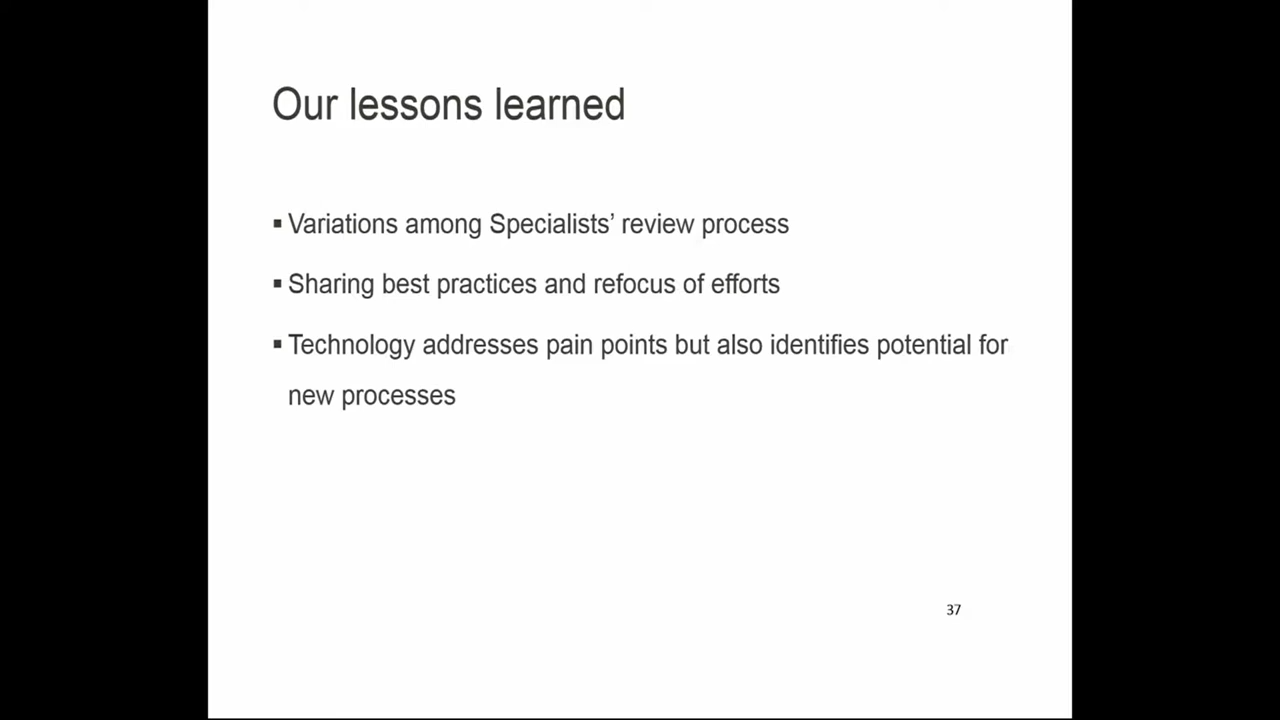 Our lessons learned
▪ Variations among Specialists’ review process
▪ Sharing best practices and refocus of efforts
▪ Technology addresses pain points but also identifies potential for
new processes
37